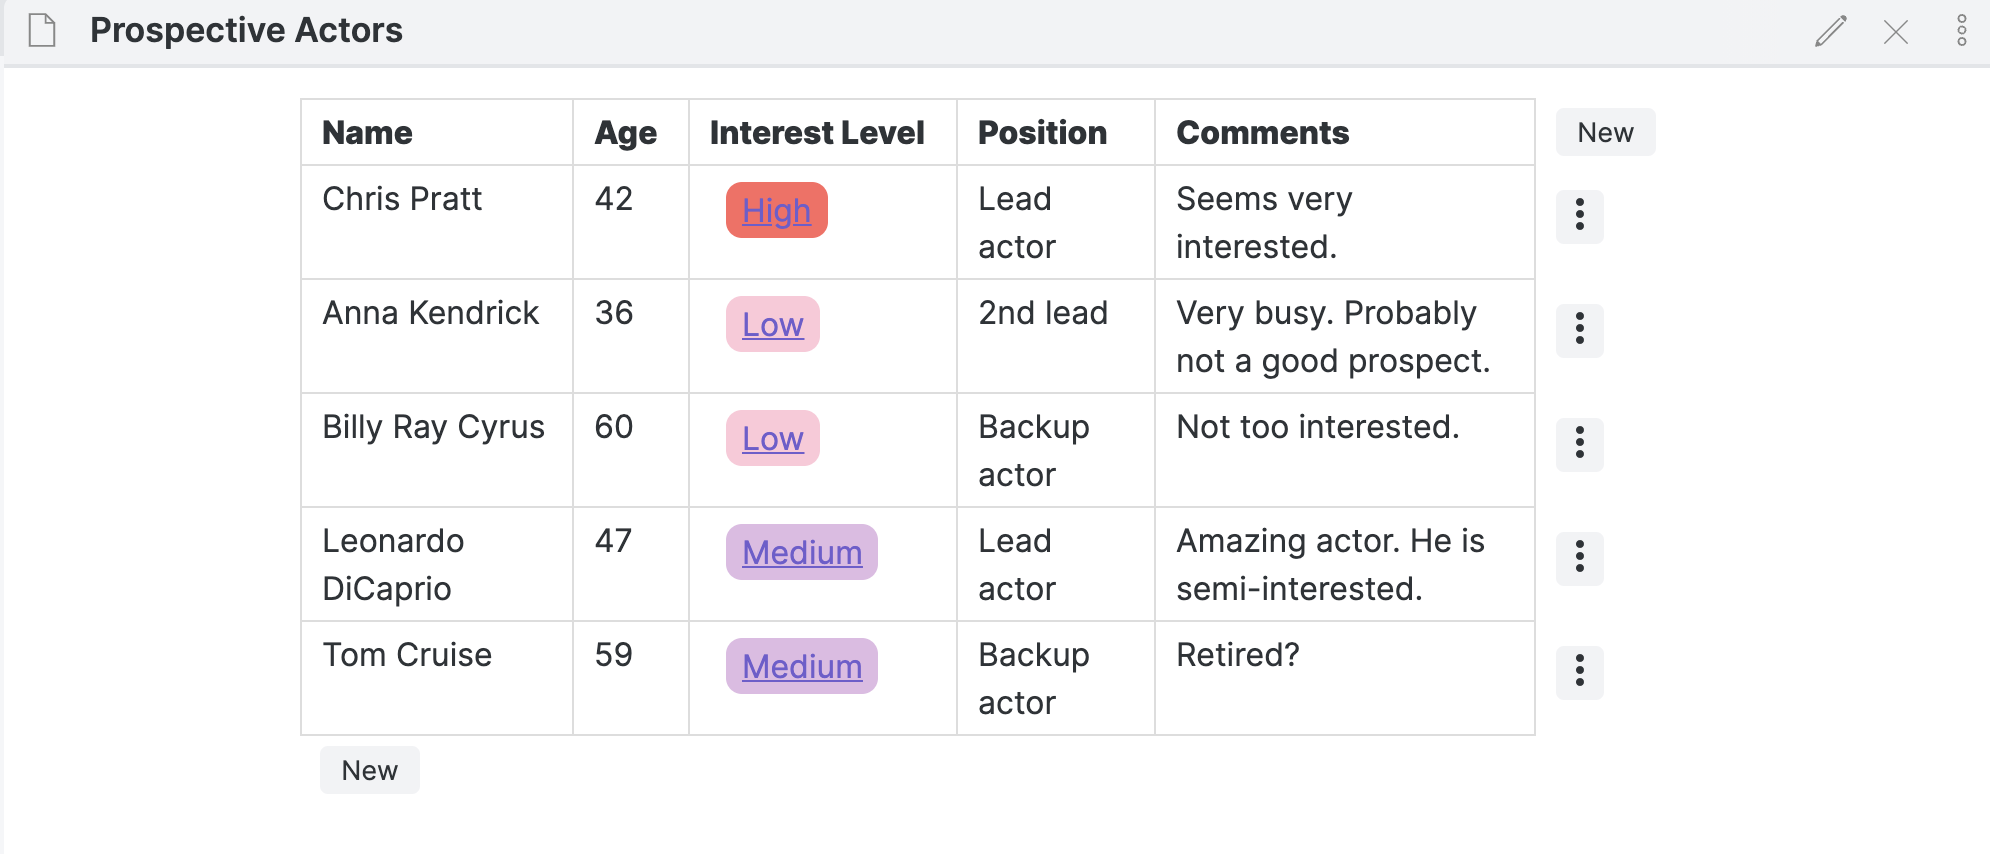 Prospective Actors
Name Age Interest Level Position Comments New
Chris Pratt 42 High Lead Seems very
actor interested.
Anna Kendrick 36 Low 2nd lead Very busy. Probably
not a good prospect.
Billy Ray Cyrus 60 Low Backup Not too interested.
actor
Leonardo 47 Medium Lead Amazing actor. He is
DiCaprio actor semi-interested.
Tom Cruise 59 Medium Backup Retired?
actor
New